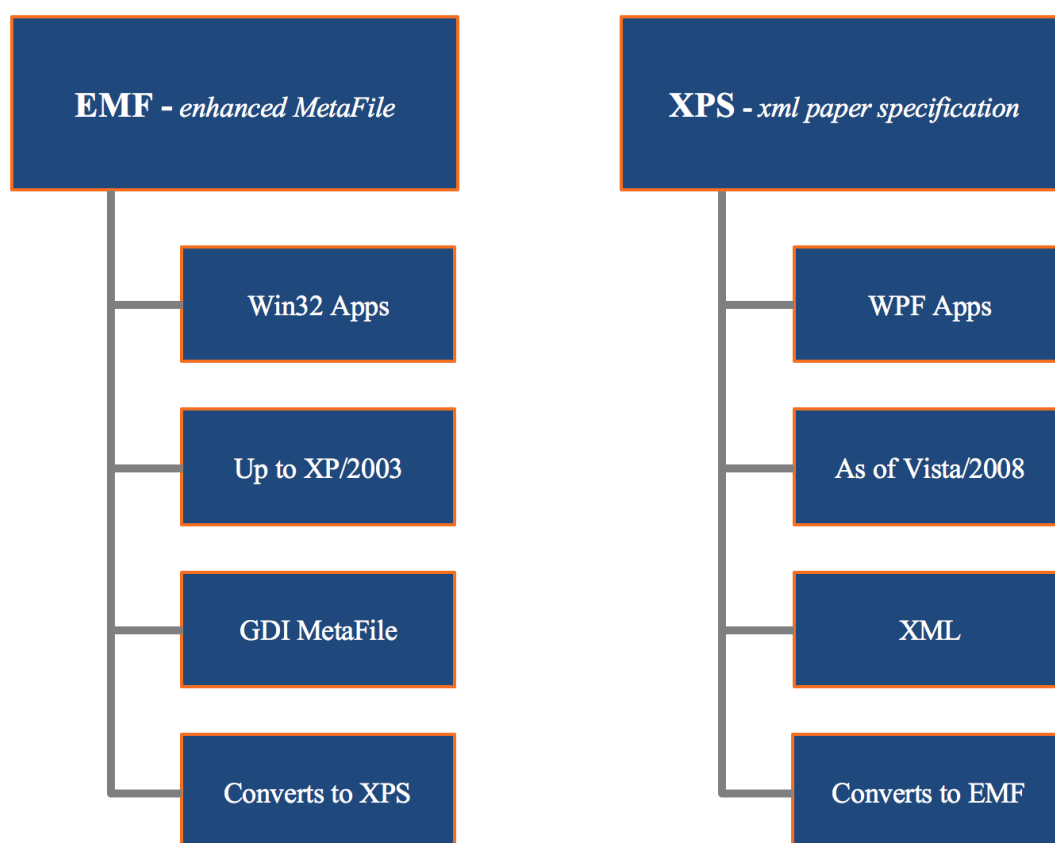 EMF - enhanced MetaFile
Win32 Apps
Up to XP/2003
GDI MetaFile
Converts to XPS
XPS - xml paper specification
WPF Apps
As of Vista/2008
XML
Converts to EMF